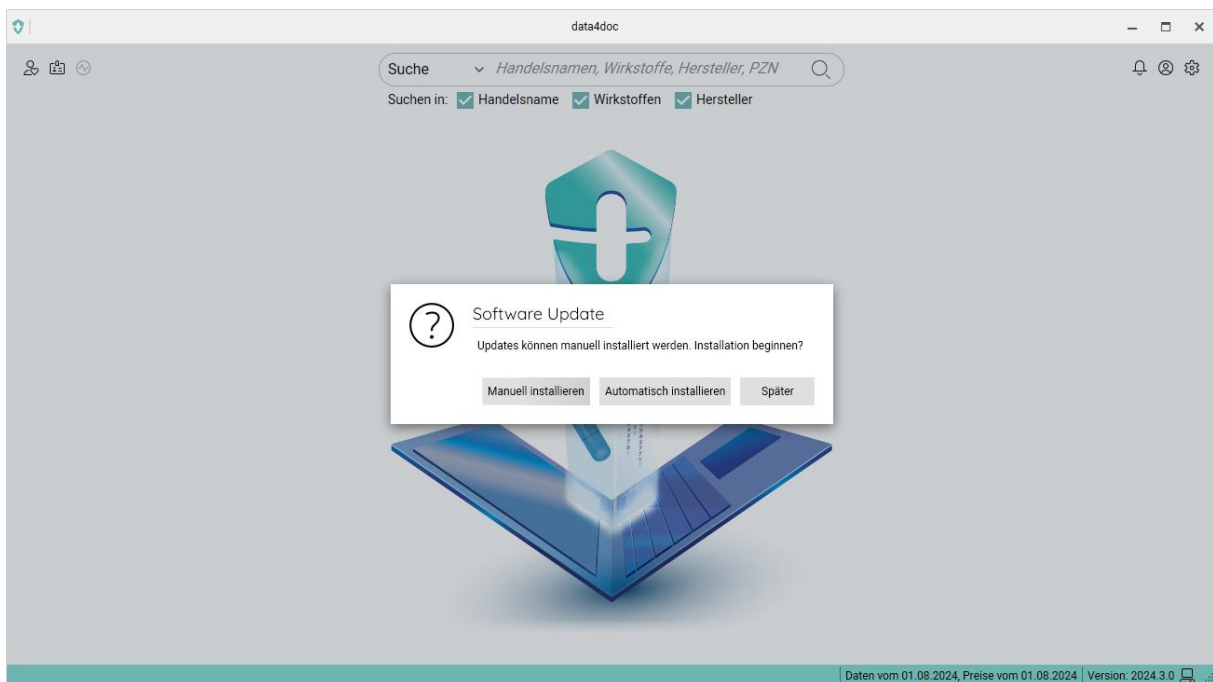 data4doc
Suche Handelsnamen, Wirkstoffe, Hersteller, PZN
Suchen in: Handelsname Wirkstoffen Hersteller
Software Update
Updates können manuell installiert werden. Installation beginnen?
Manuell installieren Automatisch installieren Später
Daten vom 01.08.2024, Preise vom 01.08.2024 Version: 2024.3.0